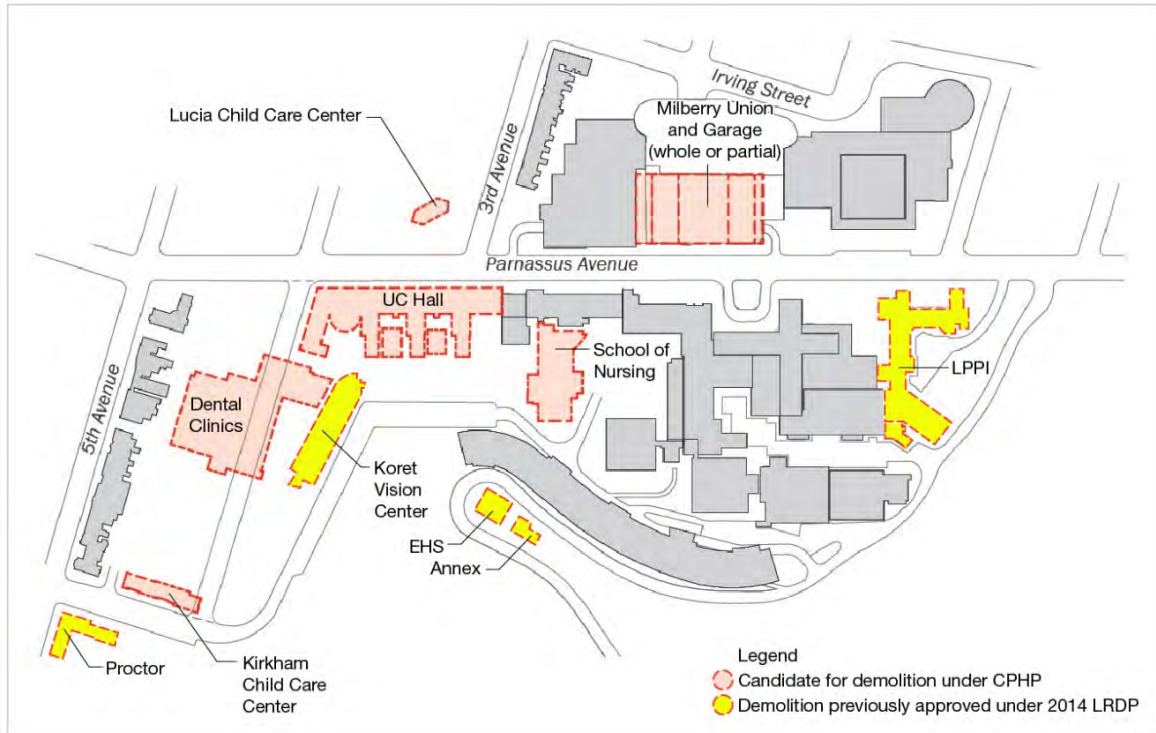 Irving Street
Lucia Child Care Center
3rd Avenue
Milberry Union
and Garage
(whole or partial)
Parnassus Avenue
UC Hall
School of
Nursing
LPPI
5th Avenue
Dental
Clinics
Koret
Vision
Center
EHS
Annex
Proctor
Kirkham
Child Care
Center
Legend
Candidate for demolition under CPHP
Demolition previously approved under 2014 LRDP